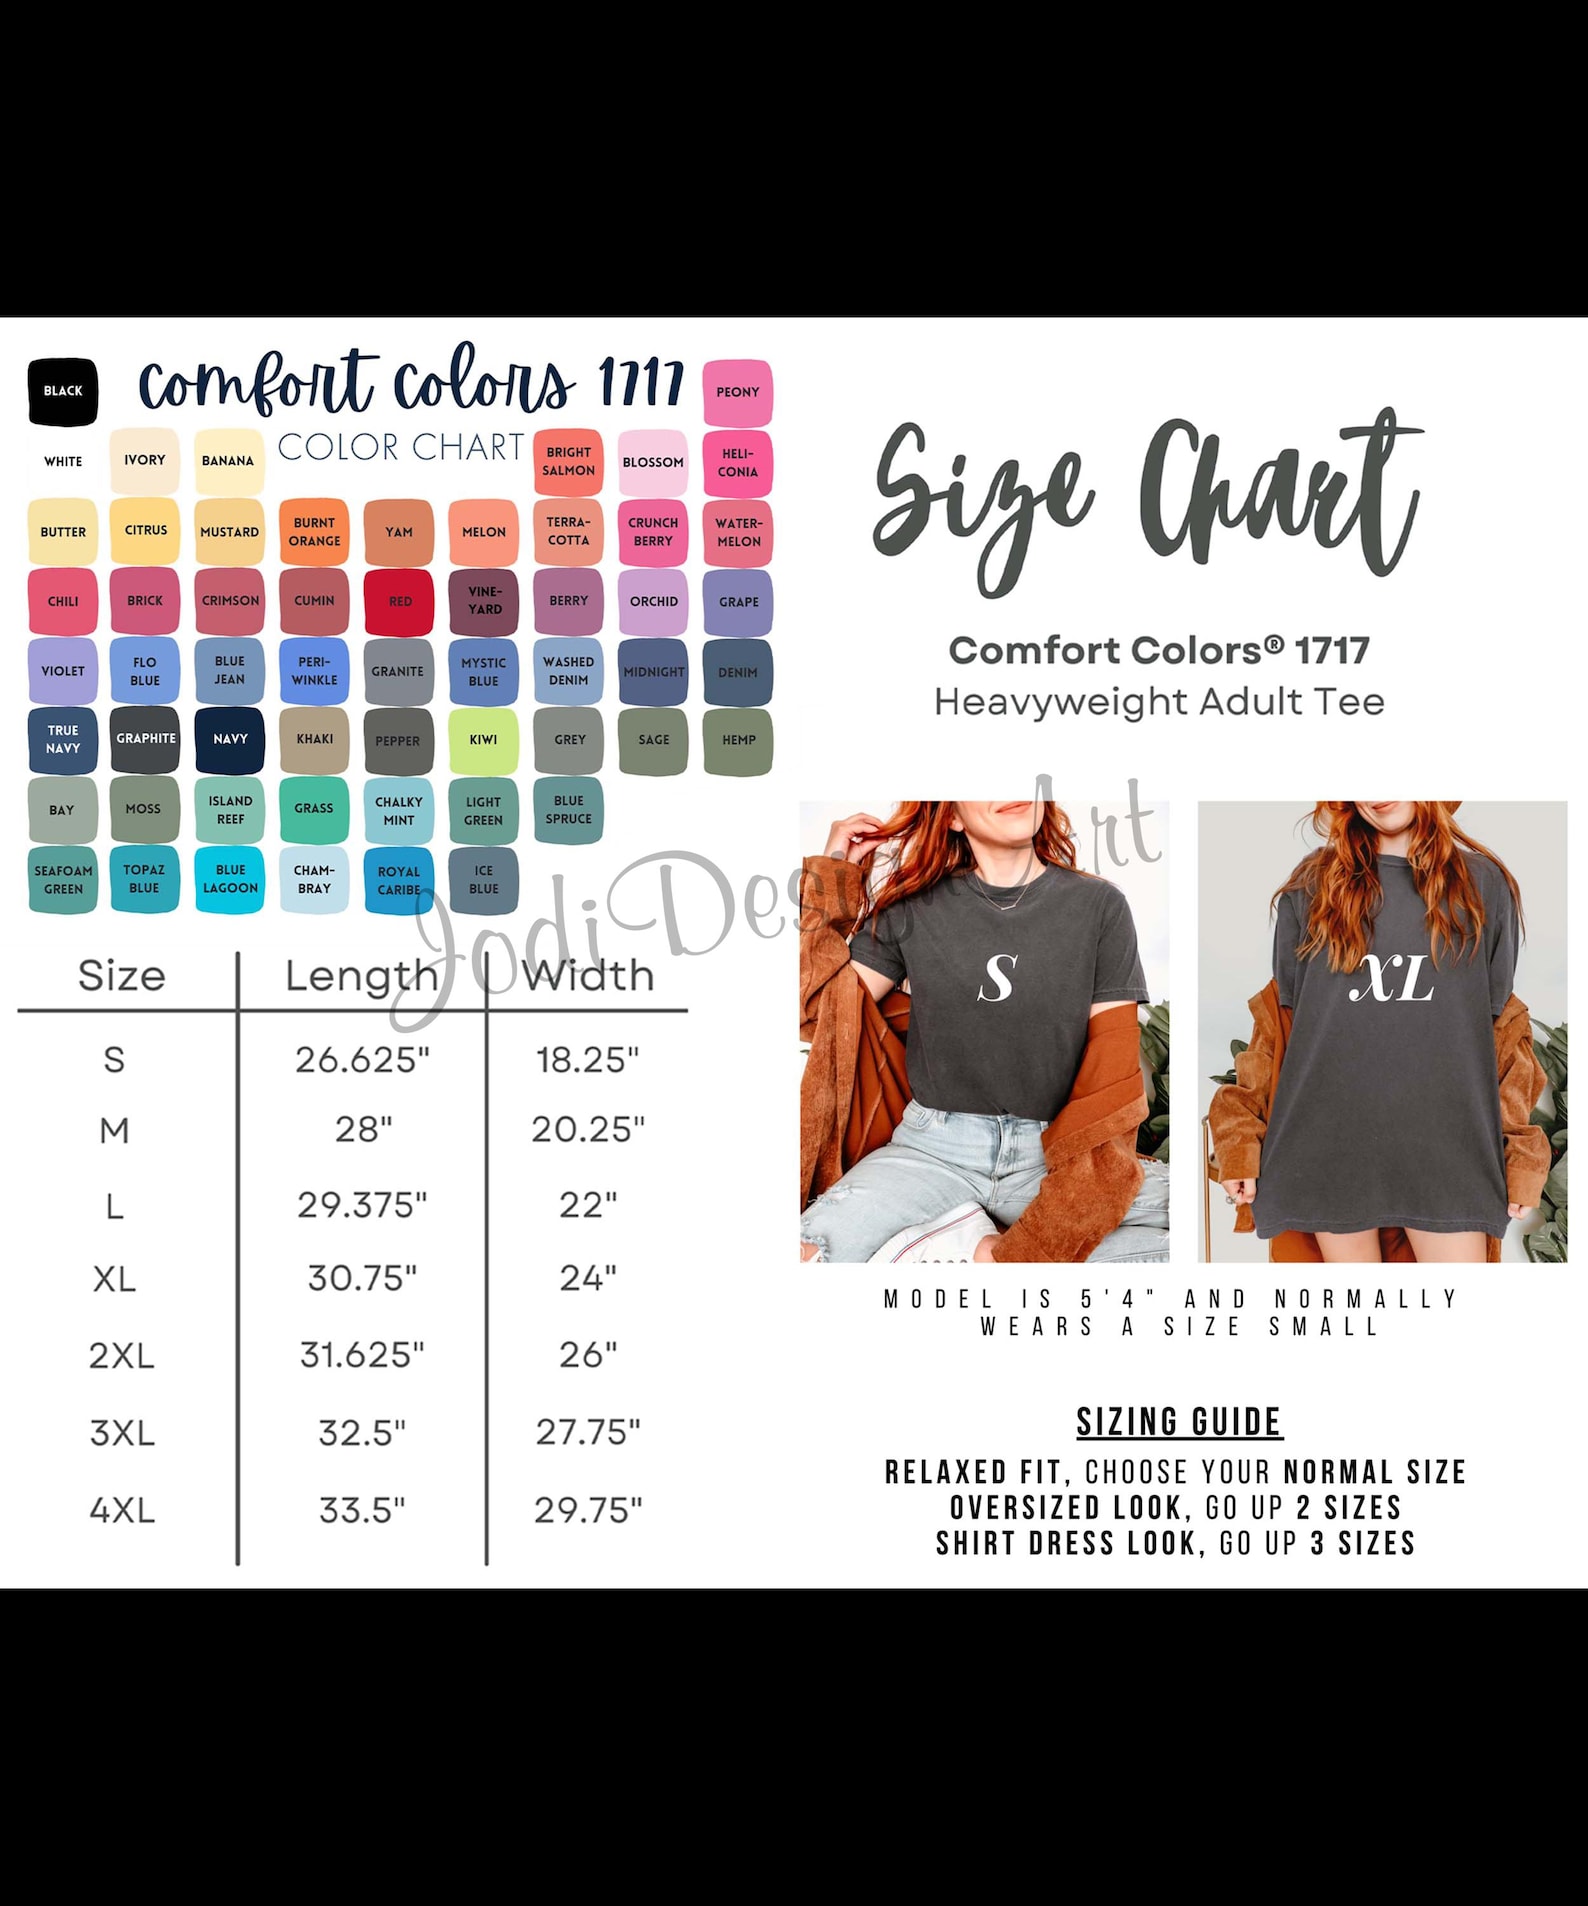 comfort colors 1717
COLOR CHART
BLACK
PEONY
WHITE
IVORY
BANANA
BRIGHT
SALMON
BLOSSOM
HELI-
CONIA
BUTTER
CITRUS
MUSTARD
BURNT
ORANGE
YAM
MELON
TERRA-
COTTA
CRUNCH
BERRY
WATER-
MELON
CHILI
BRICK
CRIMSON
CUMIN
RED
VINE-
YARD
BERRY
ORCHID
GRAPE
VIOLET
FLO
BLUE
BLUE
JEAN
PERI-
WINKLE
GRANITE
MYSTIC
BLUE
WASHED
DENIM
MIDNIGHT
DENIM
TRUE
NAVY
GRAPHITE
NAVY
KHAKI
PEPPER
KIWI
GREY
SAGE
HEMP
BAY
MOSS
ISLAND
REEF
GRASS
CHALKY
MINT
LIGHT
GREEN
BLUE
SPRUCE
SEAFOAM
GREEN
TOPAZ
BLUE
BLUE
LAGOON
CHAM-
BRAY
ROYAL
CARIBE
ICE
BLUE
Size Length Width
S 26.625" 18.25"
M 28" 20.25"
L 29.375" 22"
XL 30.75" 24"
2XL 31.625" 26"
3XL 32.5" 27.75"
4XL 33.5" 29.75"
Size Chart
Comfort Colors® 1717
Heavyweight Adult Tee
S
XL
MODEL IS 5'4" AND NORMALLY
WEARS A SIZE SMALL
SIZING GUIDE
RELAXED FIT, CHOOSE YOUR NORMAL SIZE
OVERSIZED LOOK, GO UP 2 SIZES
SHIRT DRESS LOOK, GO UP 3 SIZES
Jodi Design Art